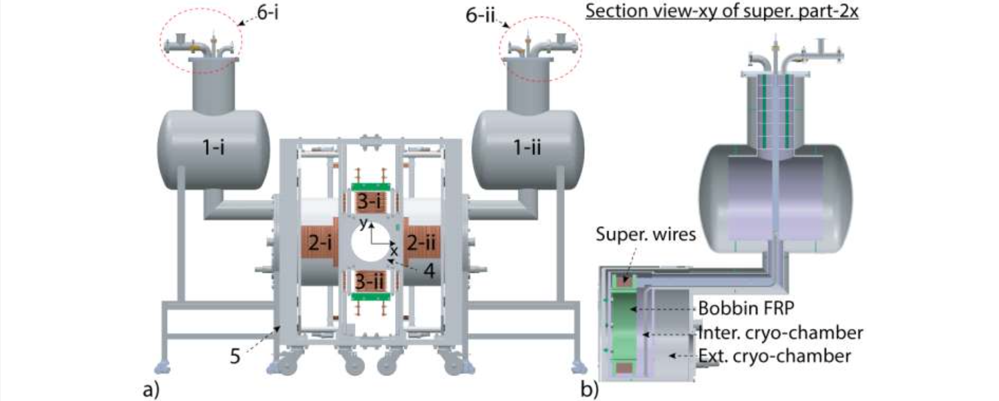 6-i
6-ii
Section view-xy of super. part-2x
1-i
1-ii
3-i
y
2-i
2-ii
x
4
3-ii
Super. wires
Bobbin FRP
Inter. cryo-chamber
Ext. cryo-chamber
5
a)
b)